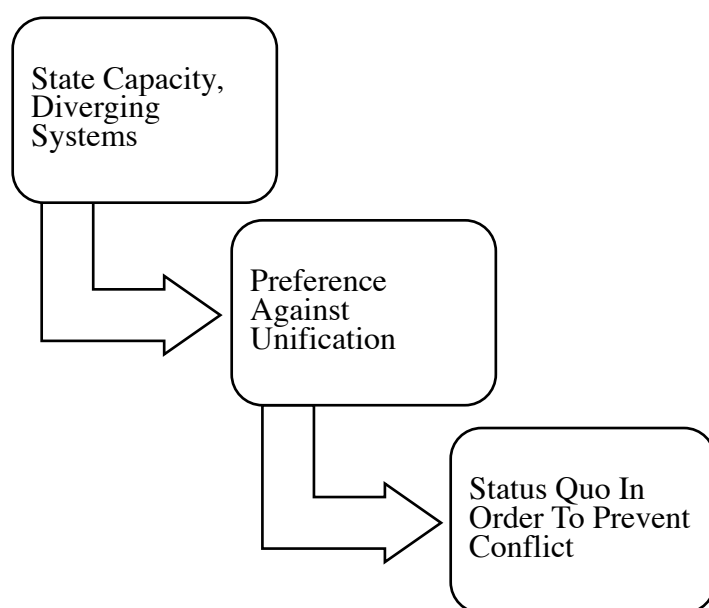 State Capacity,
Diverging
Systems
Preference
Against
Unification
Status Quo In
Order To Prevent
Conflict